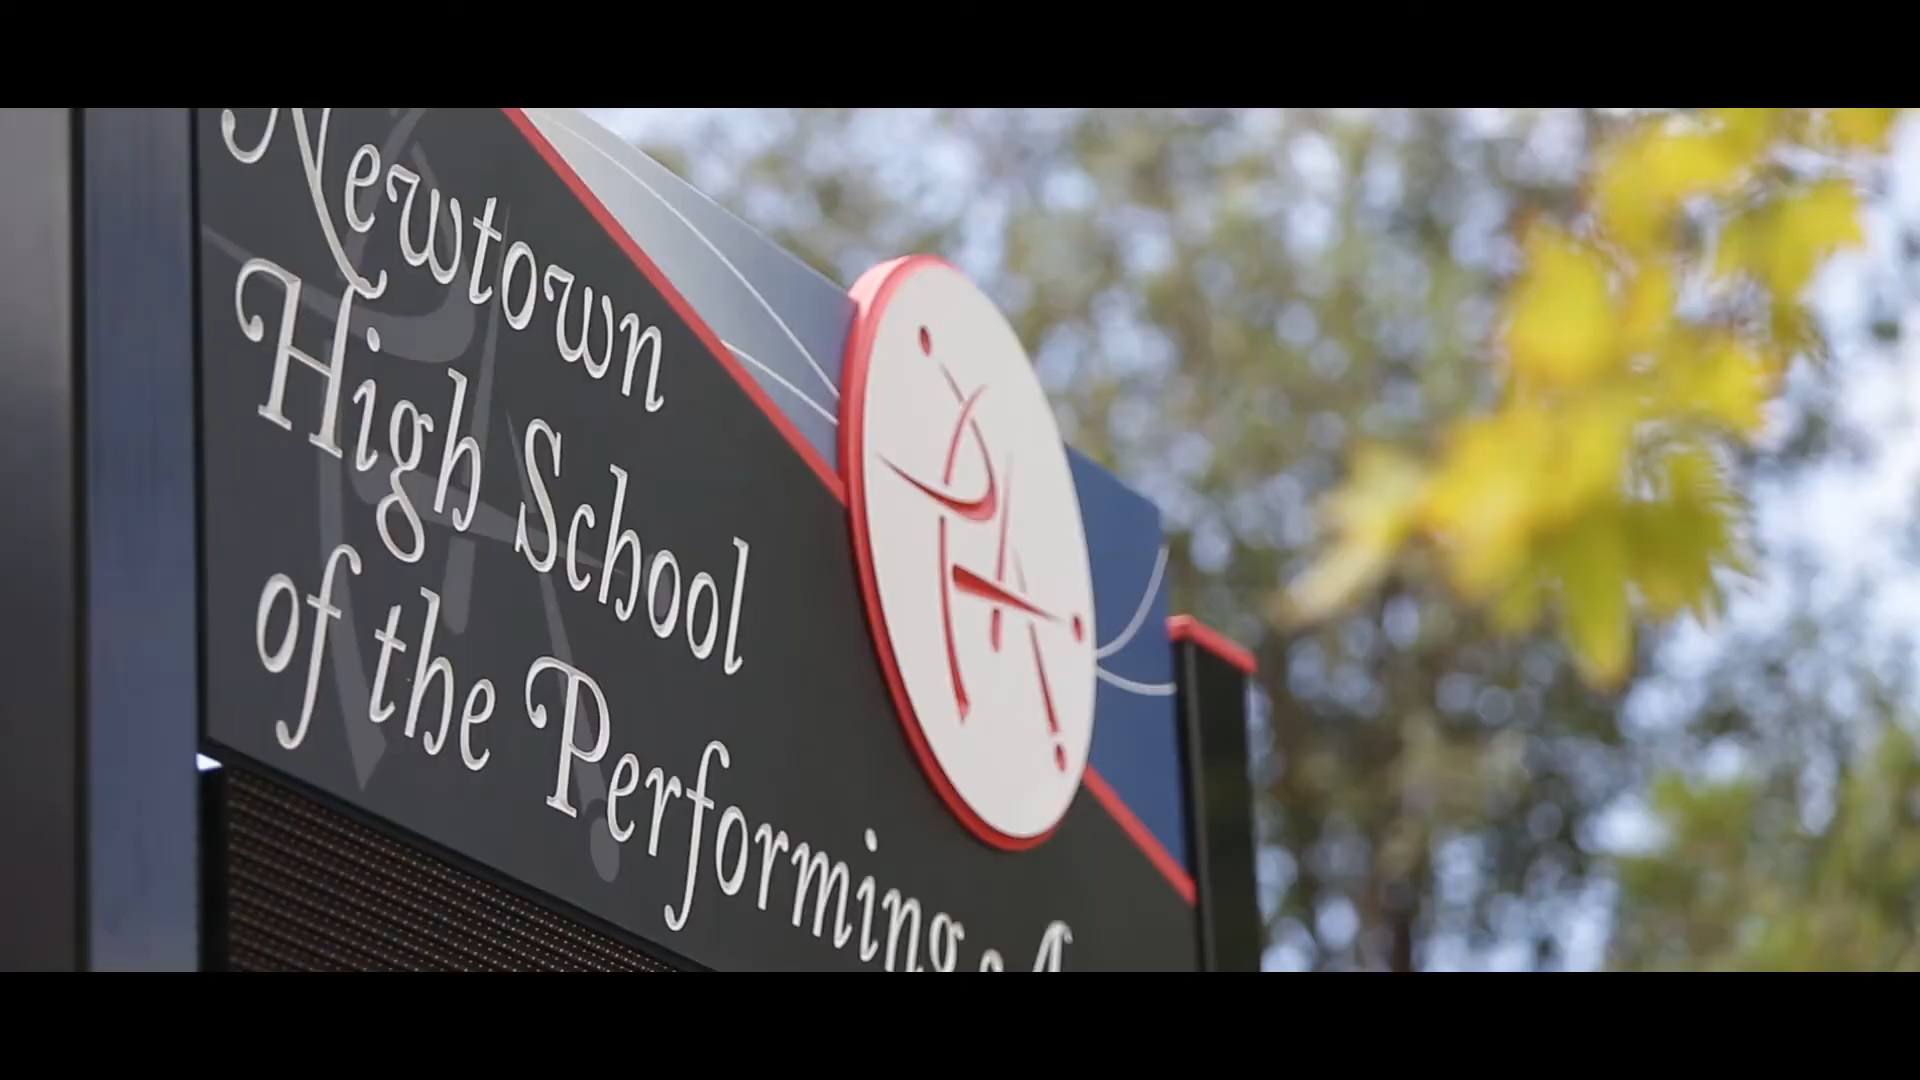 Newtown
High School
of the Performing A